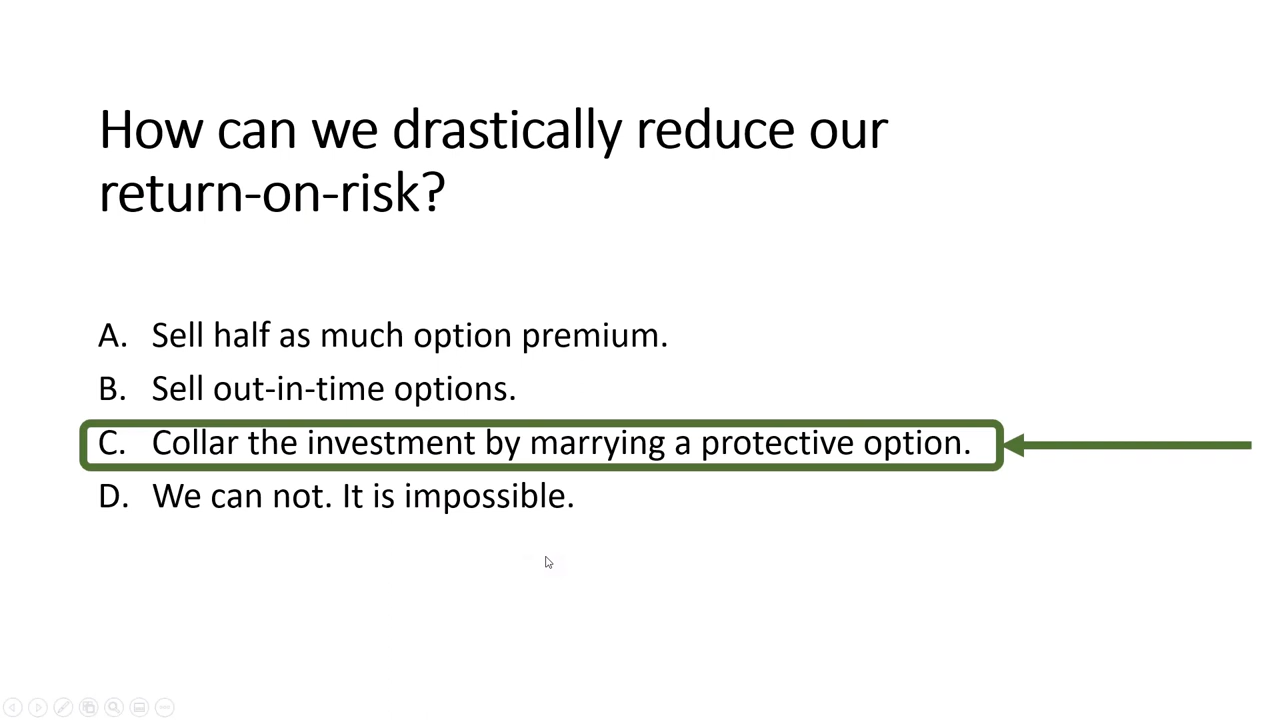 How can we drastically reduce our
return-on-risk?
A. Sell half as much option premium.
B. Sell out-in-time options.
C. Collar the investment by marrying a protective option.
D. We can not. It is impossible.